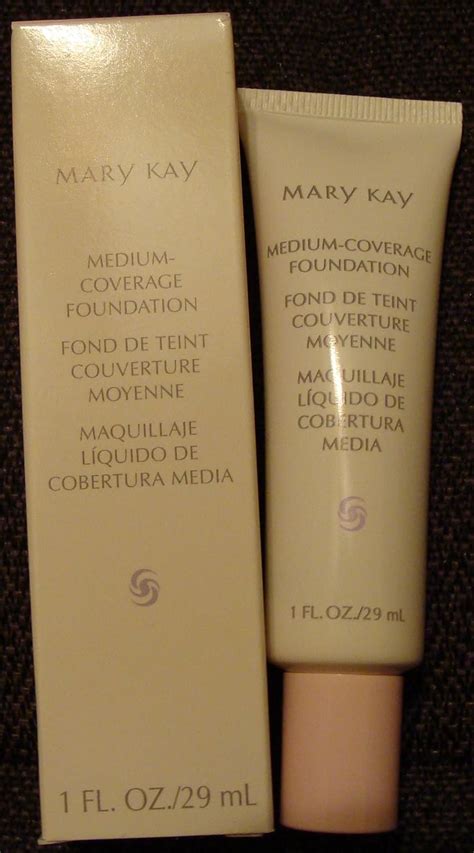 MARY KAY
MEDIUM-
COVERAGE
FOUNDATION
FOND DE TEINT
COUVERTURE
MOYENNE
MAQUILLAJE
LÍQUIDO DE
COBERTURA MEDIA
1 FL. OZ./29 mL
MARY KAY
MEDIUM-COVERAGE
FOUNDATION
FOND DE TEINT
COUVERTURE
MOYENNE
MAQUILLAJE
LÍQUIDO DE
COBERTURA
MEDIA
1 FL. OZ./29 mL